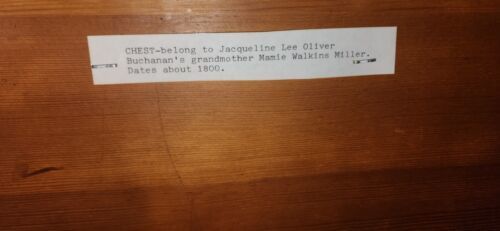 CHEST-belong to Jacqueline Lee Oliver
Buchanan's grandmother Mamie Walkins Miller.
Dates about 1800.